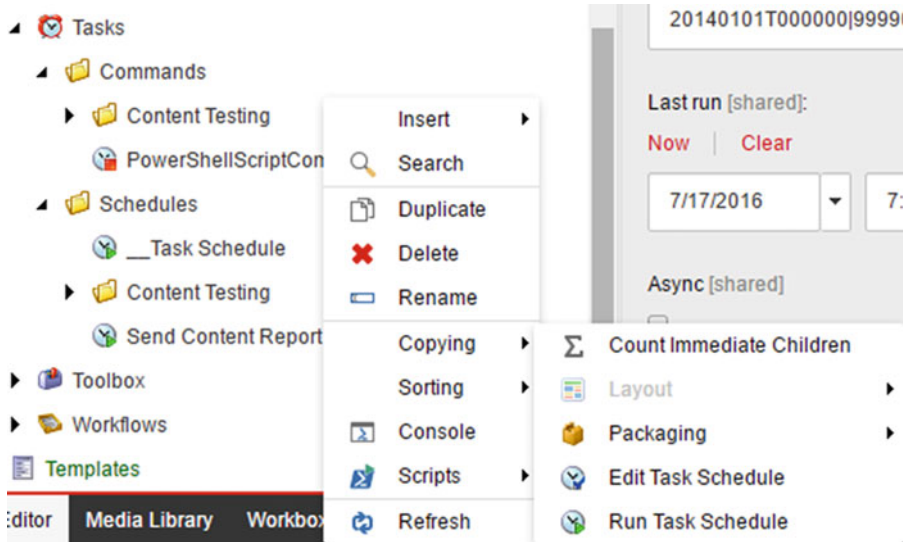 Tasks
Commands
Content Testing
PowerShellScriptCom
Schedules
__Task Schedule
Content Testing
Send Content Report
Toolbox
Workflows
Templates
Editor
Media Library
Workbox
Insert
Search
Duplicate
Delete
Rename
Copying
Sorting
Console
Scripts
Refresh
Count Immediate Children
Layout
Packaging
Edit Task Schedule
Run Task Schedule
20140101T000000|9999
Last run [shared]:
Now | Clear
7/17/2016
7:
Async [shared]